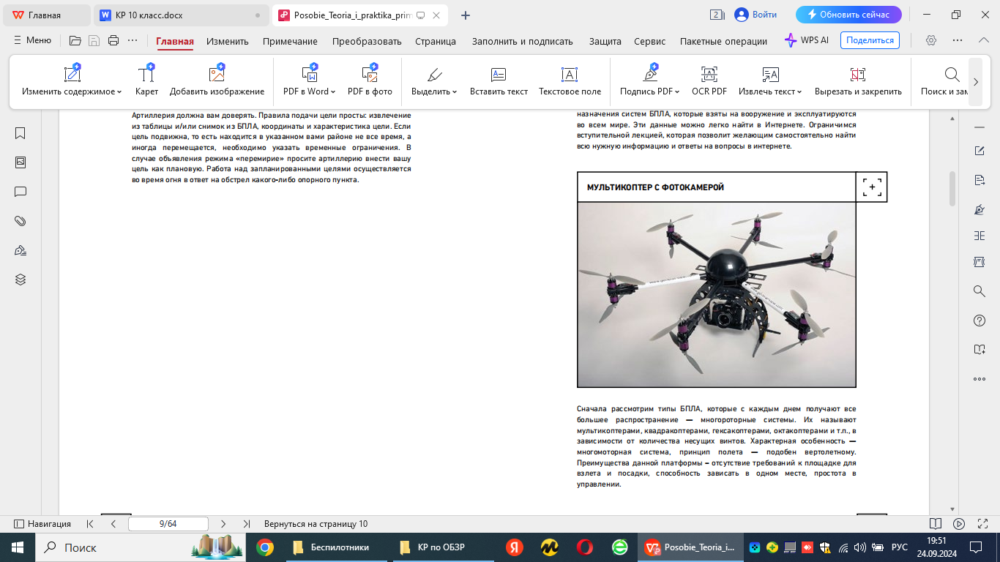 Главная
КР 10 класс.docx
Posobie_Teoria_i_praktika_prim
2
Войти
Обновить сейчас
Меню
Главная
Изменить
Примечание
Преобразовать
Страница
Заполнить и подписать
Защита
Сервис
Пакетные операции
WPS AI
Поделиться
Изменить содержимое
Карет
Добавить изображение
PDF в Word
PDF в фото
Выделить
Вставить текст
Текстовое поле
Подпись PDF
OCR PDF
Извлечь текст
Вырезать и закрепить
Поиск и зам
Артиллерия должна вам доверять. Правила подачи цели просты: извлечение
из таблицы и/или снимок из БПЛА, координаты и характеристика цели. Если
цель подвижна, то есть находится в указанном вами районе не все время, а
иногда перемещается, необходимо указать временные ограничения. В
случае объявления режима «перемирие» просите артиллерию внести вашу
цель как плановую. Работа над запланированными целями осуществляется
во время огня в ответ на обстрел какого-либо опорного пункта.
назначения систем БПЛА, которые взяты на вооружение и эксплуатируются
во всем мире. Эти данные можно легко найти в Интернете. Ограничимся
вступительной лекцией, которая позволит желающим самостоятельно найти
всю нужную информацию и ответы на вопросы в интернете.
МУЛЬТИКОПТЕР С ФОТОКАМЕРОЙ
Сначала рассмотрим типы БПЛА, которые с каждым днем получают все
большее распространение — многороторные системы. Их называют
мультикоптерами, квадракоптерами, гексакоптерами, октакоптерами и т.п., в
зависимости от количества несущих винтов. Характерная особенность —
многомоторная система, принцип полета — подобен вертолетному.
Преимущества данной платформы – отсутствие требований к площадке для
взлета и посадки, способность зависать в одном месте, простота в
управлении.
Навигация
9/64
Вернуться на страницу 10
Поиск
Беспилотники
КР по ОБЗР
Posobie_Teoria_i...
РУС
19:51
24.09.2024